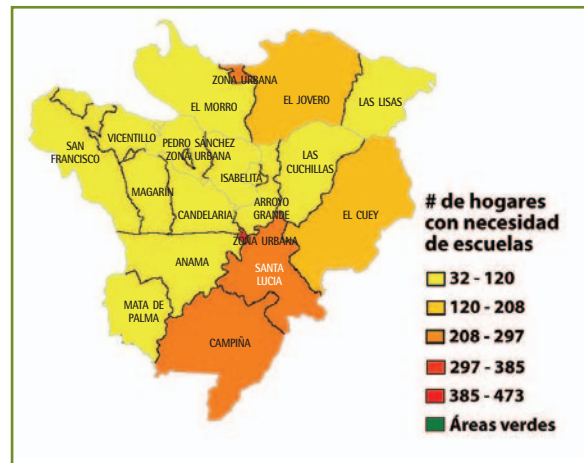 ZONA URBANA
EL MORRO
EL JOVERO
LAS LISAS
VICENTILLO
PEDRO SÁNCHEZ
ZONA URBANA
SAN
FRANCISCO
LAS
CUCHILLAS
ISABELITA
MAGARÍN
CANDELARIA
ARROYO
GRANDE
EL CUEY
ZONA URBANA
ANAMA
SANTA
LUCIA
MATA DE
PALMA
CAMPIÑA
# de hogares
con necesidad
de escuelas
32 - 120
120 - 208
208 - 297
297 - 385
385 - 473
Áreas verdes